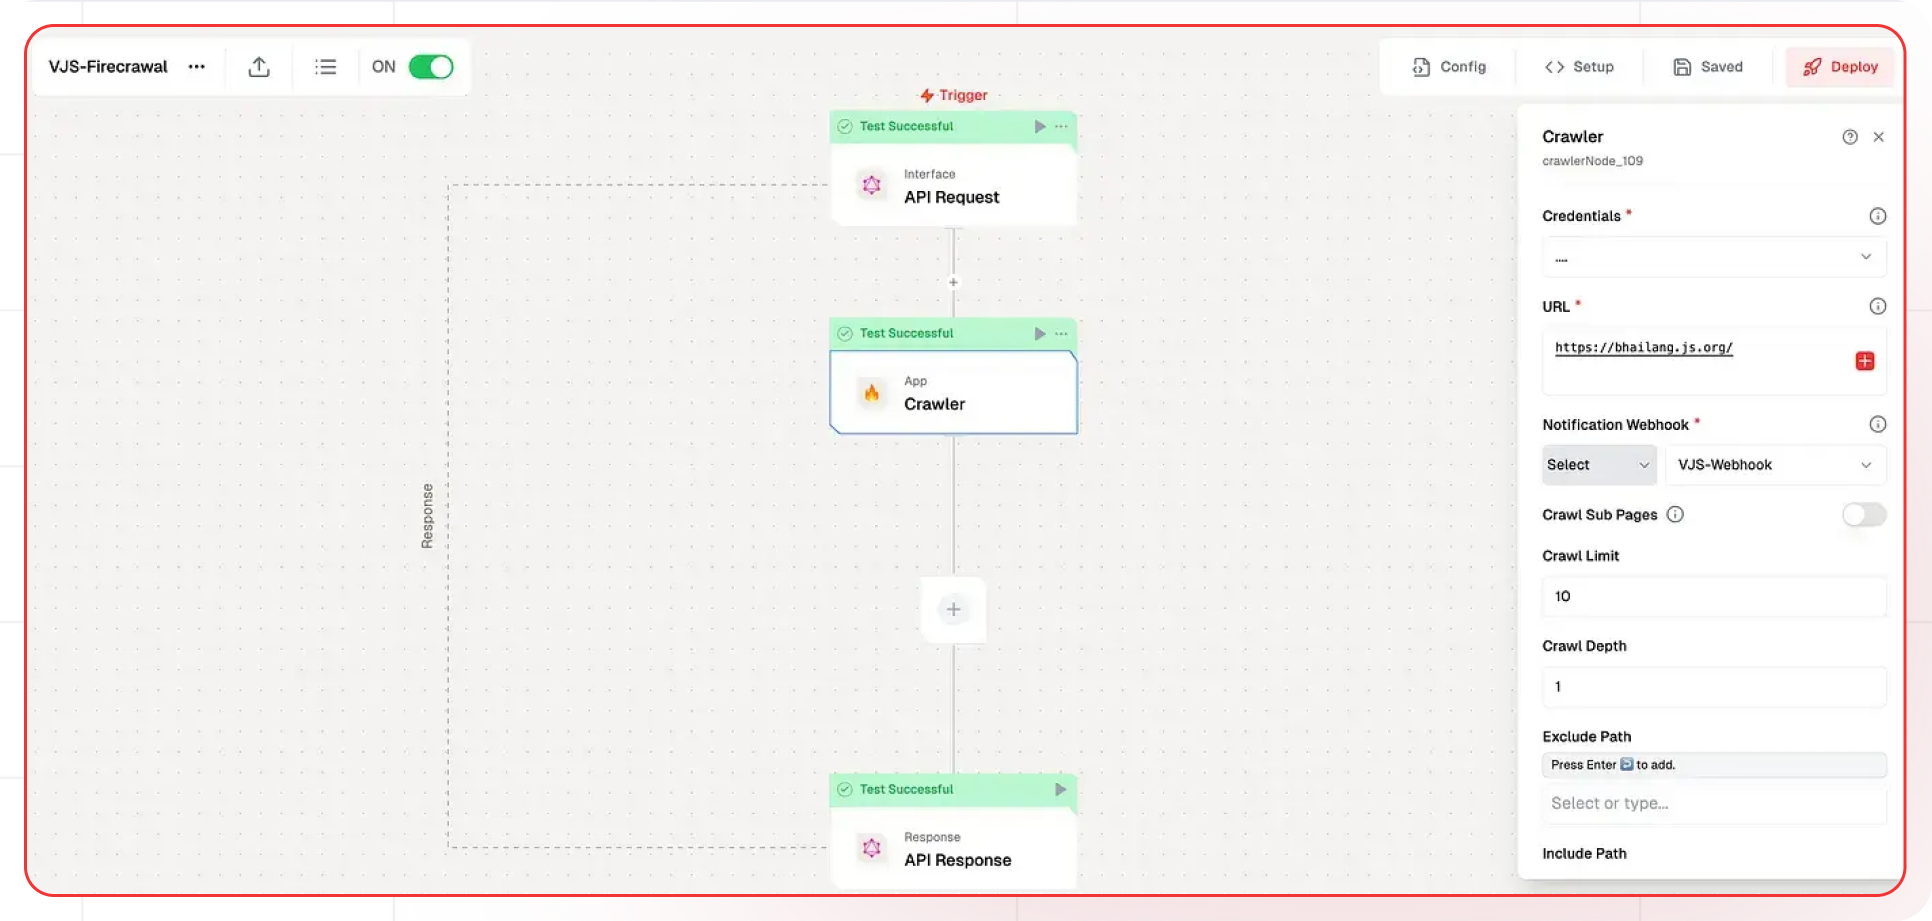 VJS-Firecrawal
ON
Config
Setup
Saved
Deploy
Trigger
Test Successful
Interface
API Request
Test Successful
App
Crawler
Response
Test Successful
Response
API Response
Crawler
crawlerNode_109
Credentials *
....
URL *
https://bhailang.js.org/
Notification Webhook *
Select
VJS-Webhook
Crawl Sub Pages
Crawl Limit
10
Crawl Depth
1
Exclude Path
Press Enter to add.
Select or type...
Include Path